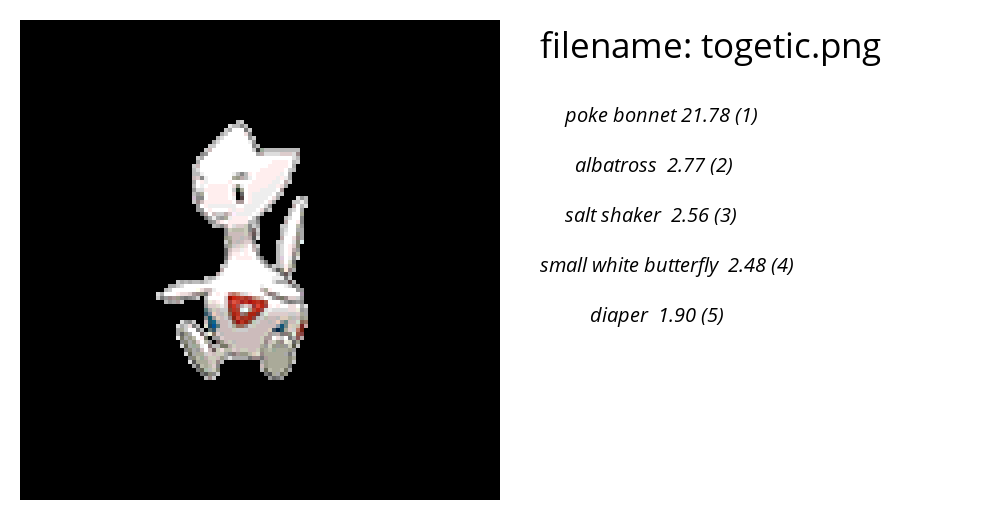 filename: togetic.png
poke bonnet 21.78 (1)
albatross 2.77 (2)
salt shaker 2.56 (3)
small white butterfly 2.48 (4)
diaper 1.90 (5)